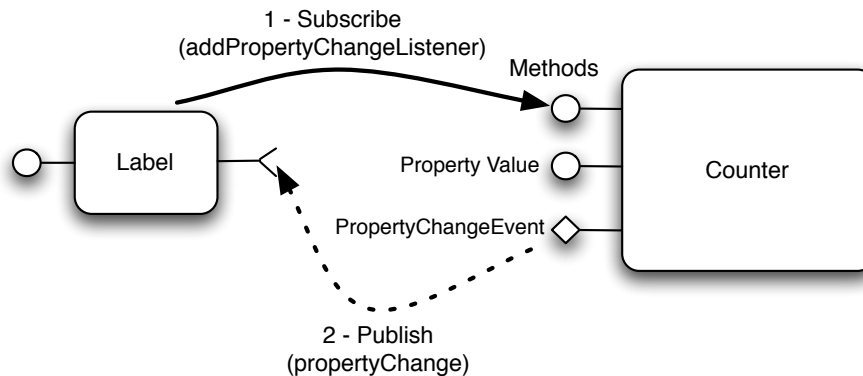 1 - Subscribe
(addPropertyChangeListener)
Methods
Label
Property Value
Counter
PropertyChangeEvent
2 - Publish
(propertyChange)